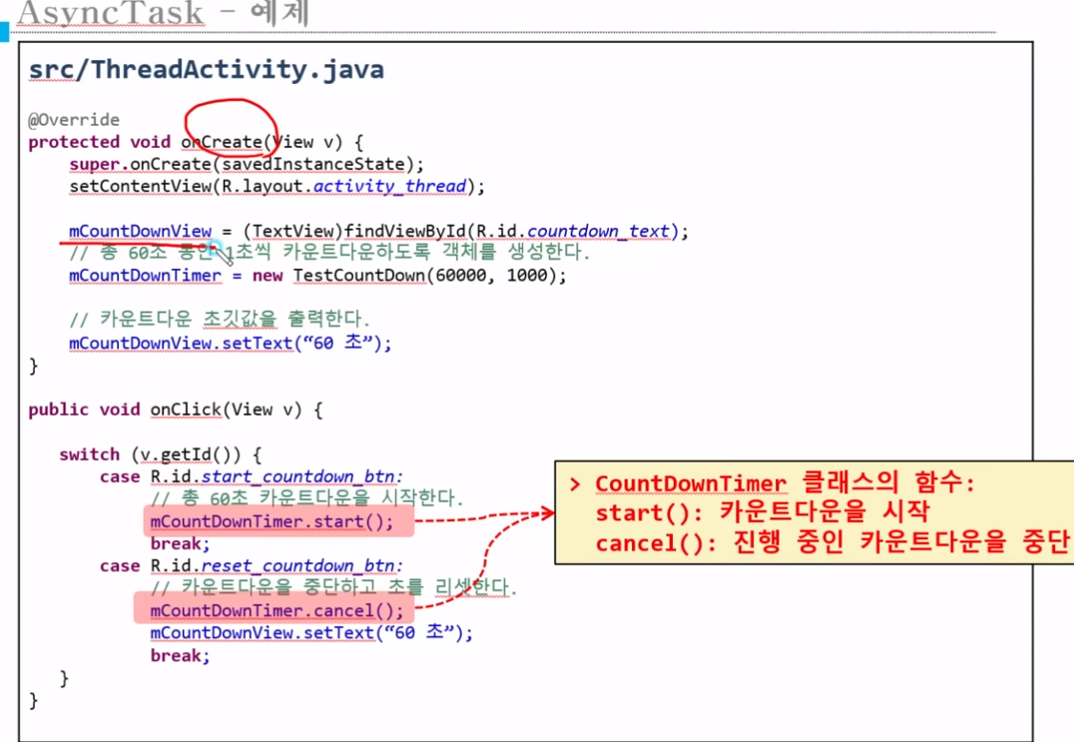 AsyncTask - 예제
src/ThreadActivity.java
@Override
protected void onCreate(View v) {
super.onCreate(savedInstanceState);
setContentView(R.layout.activity_thread);
mCountDownView = (TextView)findViewById(R.id.countdown_text);
// 총 60초 동안 1초씩 카운트다운하도록 객체를 생성한다.
mCountDownTimer = new TestCountDown(60000, 1000);
// 카운트다운 초깃값을 출력한다.
mCountDownView.setText(“60 초”);
}
public void onClick(View v) {
switch (v.getId()) {
case R.id.start_countdown_btn:
// 총 60초 카운트다운을 시작한다.
mCountDownTimer.start();
break;
case R.id.reset_countdown_btn:
// 카운트다운을 중단하고 초를 리셋한다.
mCountDownTimer.cancel();
mCountDownView.setText(“60 초”);
break;
}
}
> CountDownTimer 클래스의 함수:
start(): 카운트다운을 시작
cancel(): 진행 중인 카운트다운을 중단